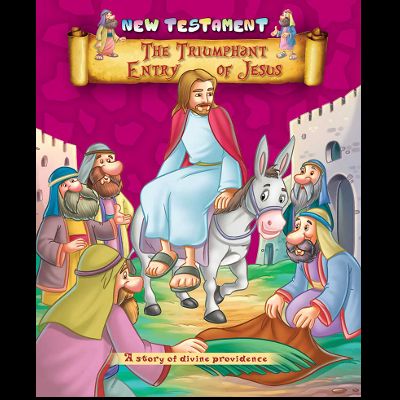 NEW TESTAMENT
THE TRIUMPHANT
ENTRY OF JESUS
A story of divine providence